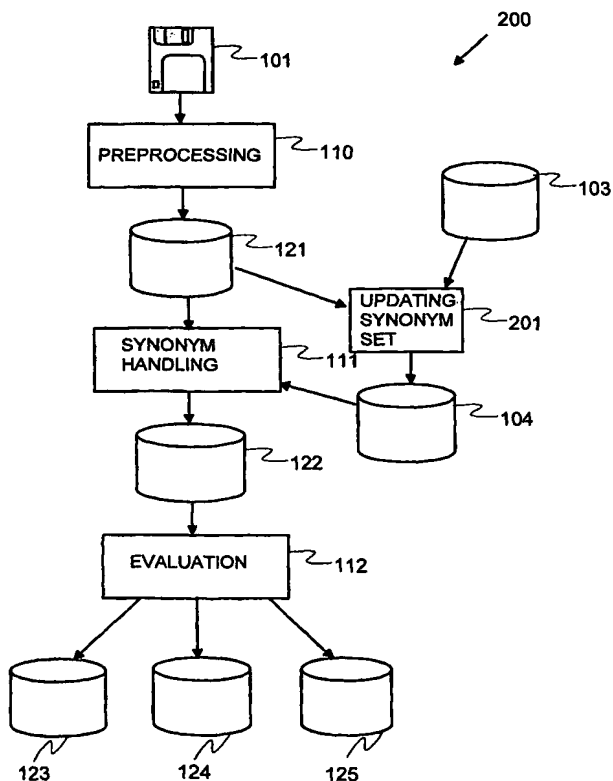 200
101
PREPROCESSING
110
103
121
UPDATING
SYNONYM
SET
201
SYNONYM
HANDLING
111
104
122
EVALUATION
112
123
124
125